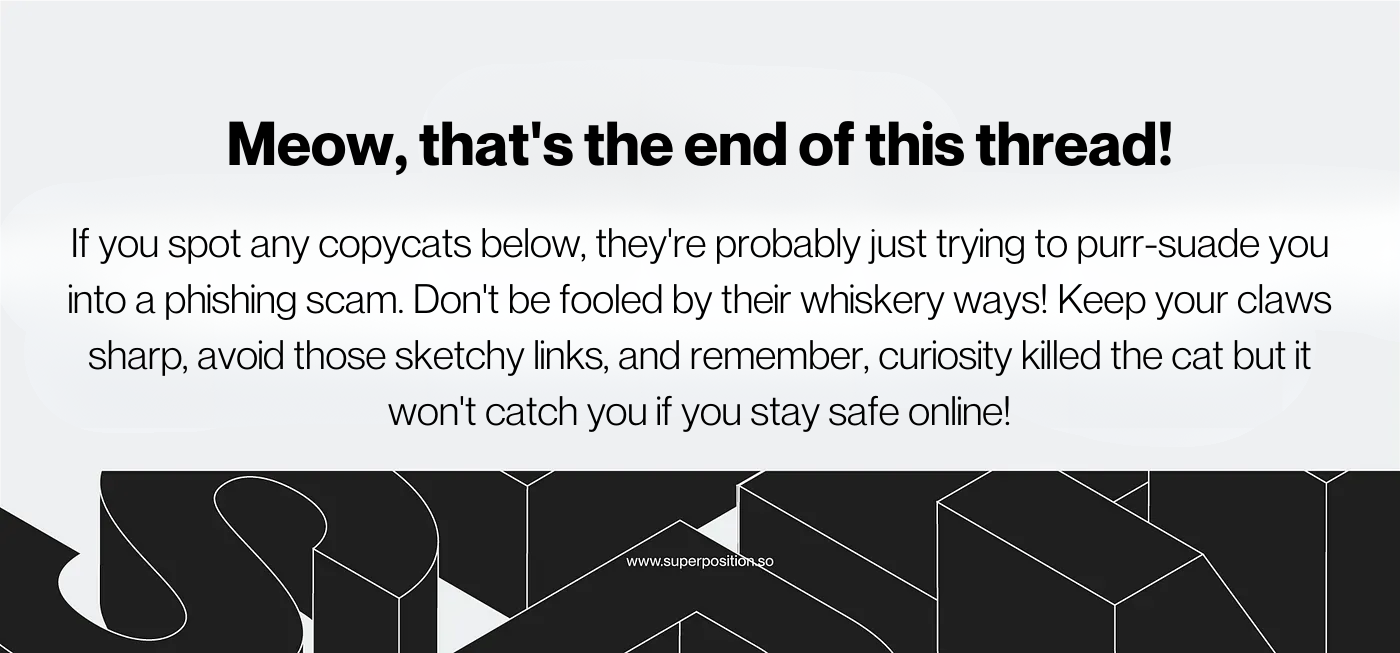 Meow, that's the end of this thread!
If you spot any copycats below, they're probably just trying to purr-suade you
into a phishing scam. Don't be fooled by their whiskery ways! Keep your claws
sharp, avoid those sketchy links, and remember, curiosity killed the cat but it
won't catch you if you stay safe online!
www.superposition.so